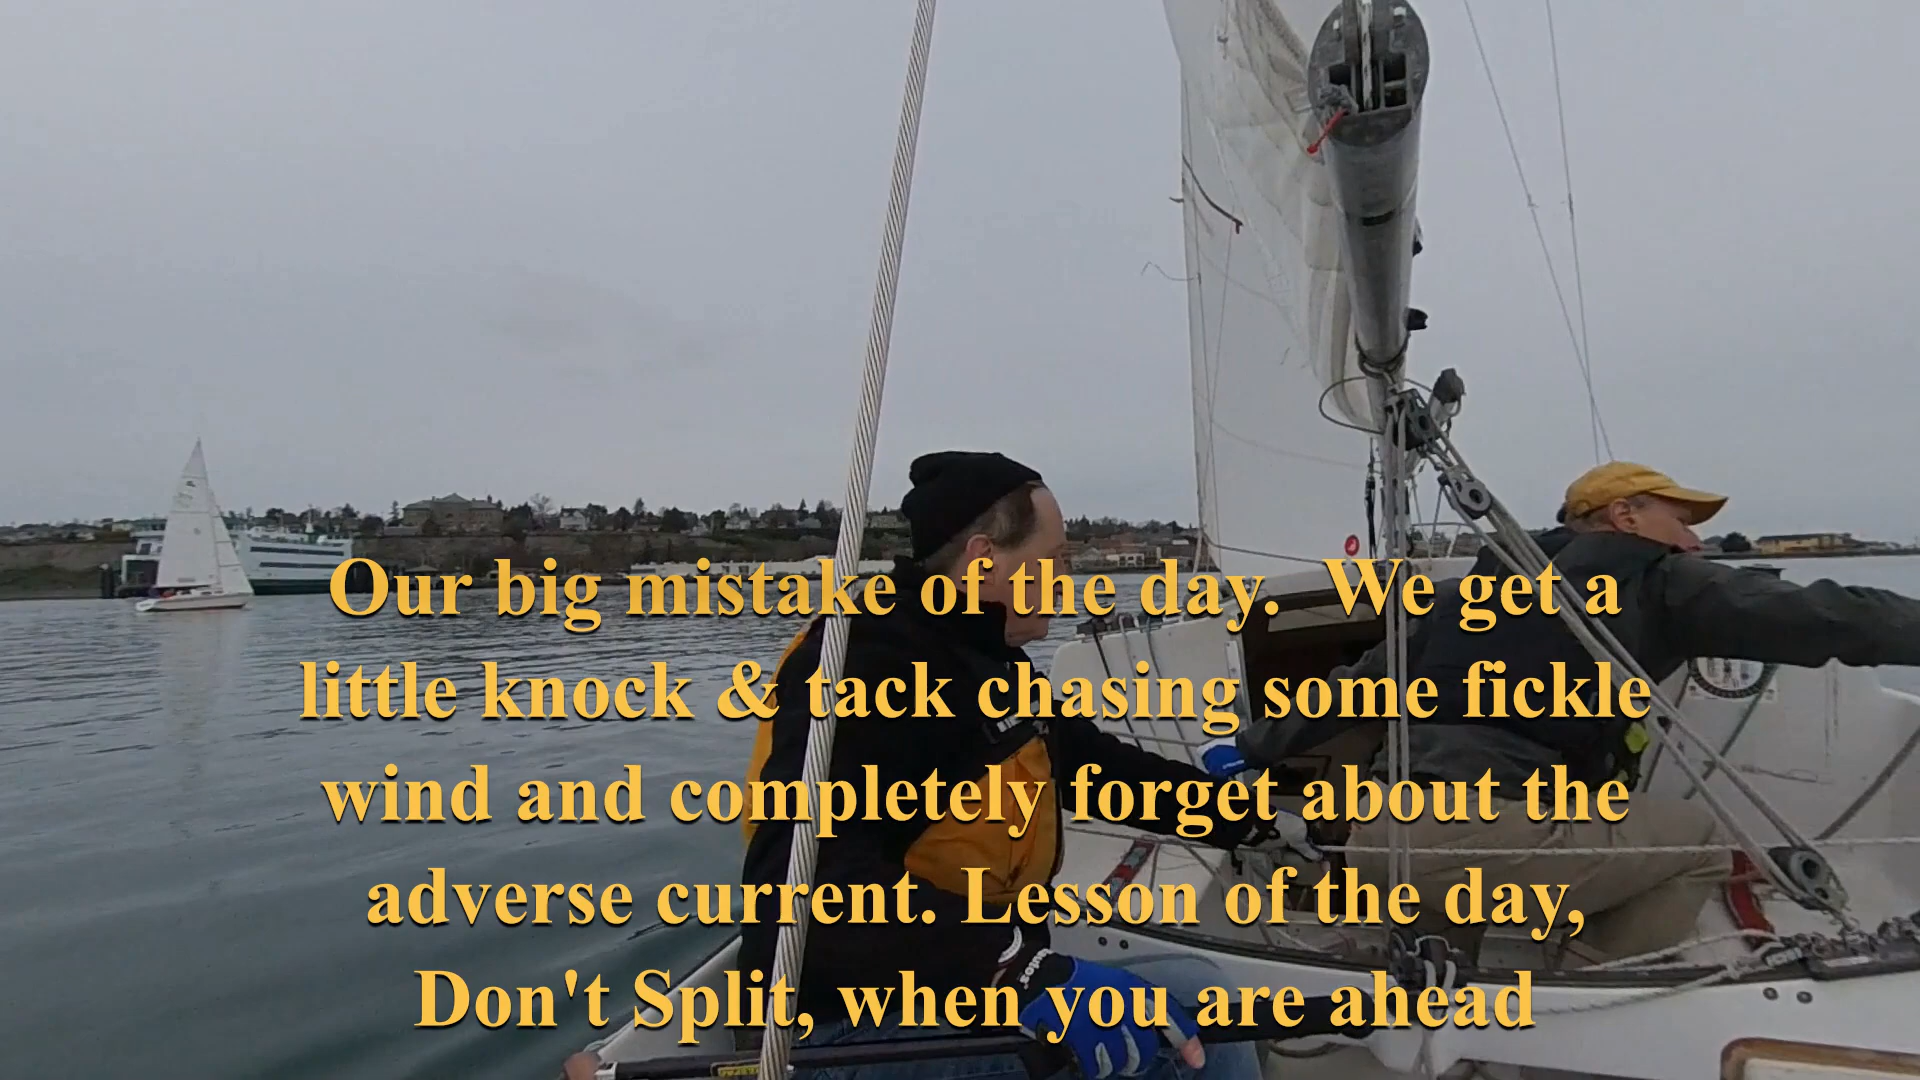 Our big mistake of the day.  We get a
little knock & tack chasing some fickle
wind and completely forget about the
adverse current. Lesson of the day,
Don't Split, when you are ahead